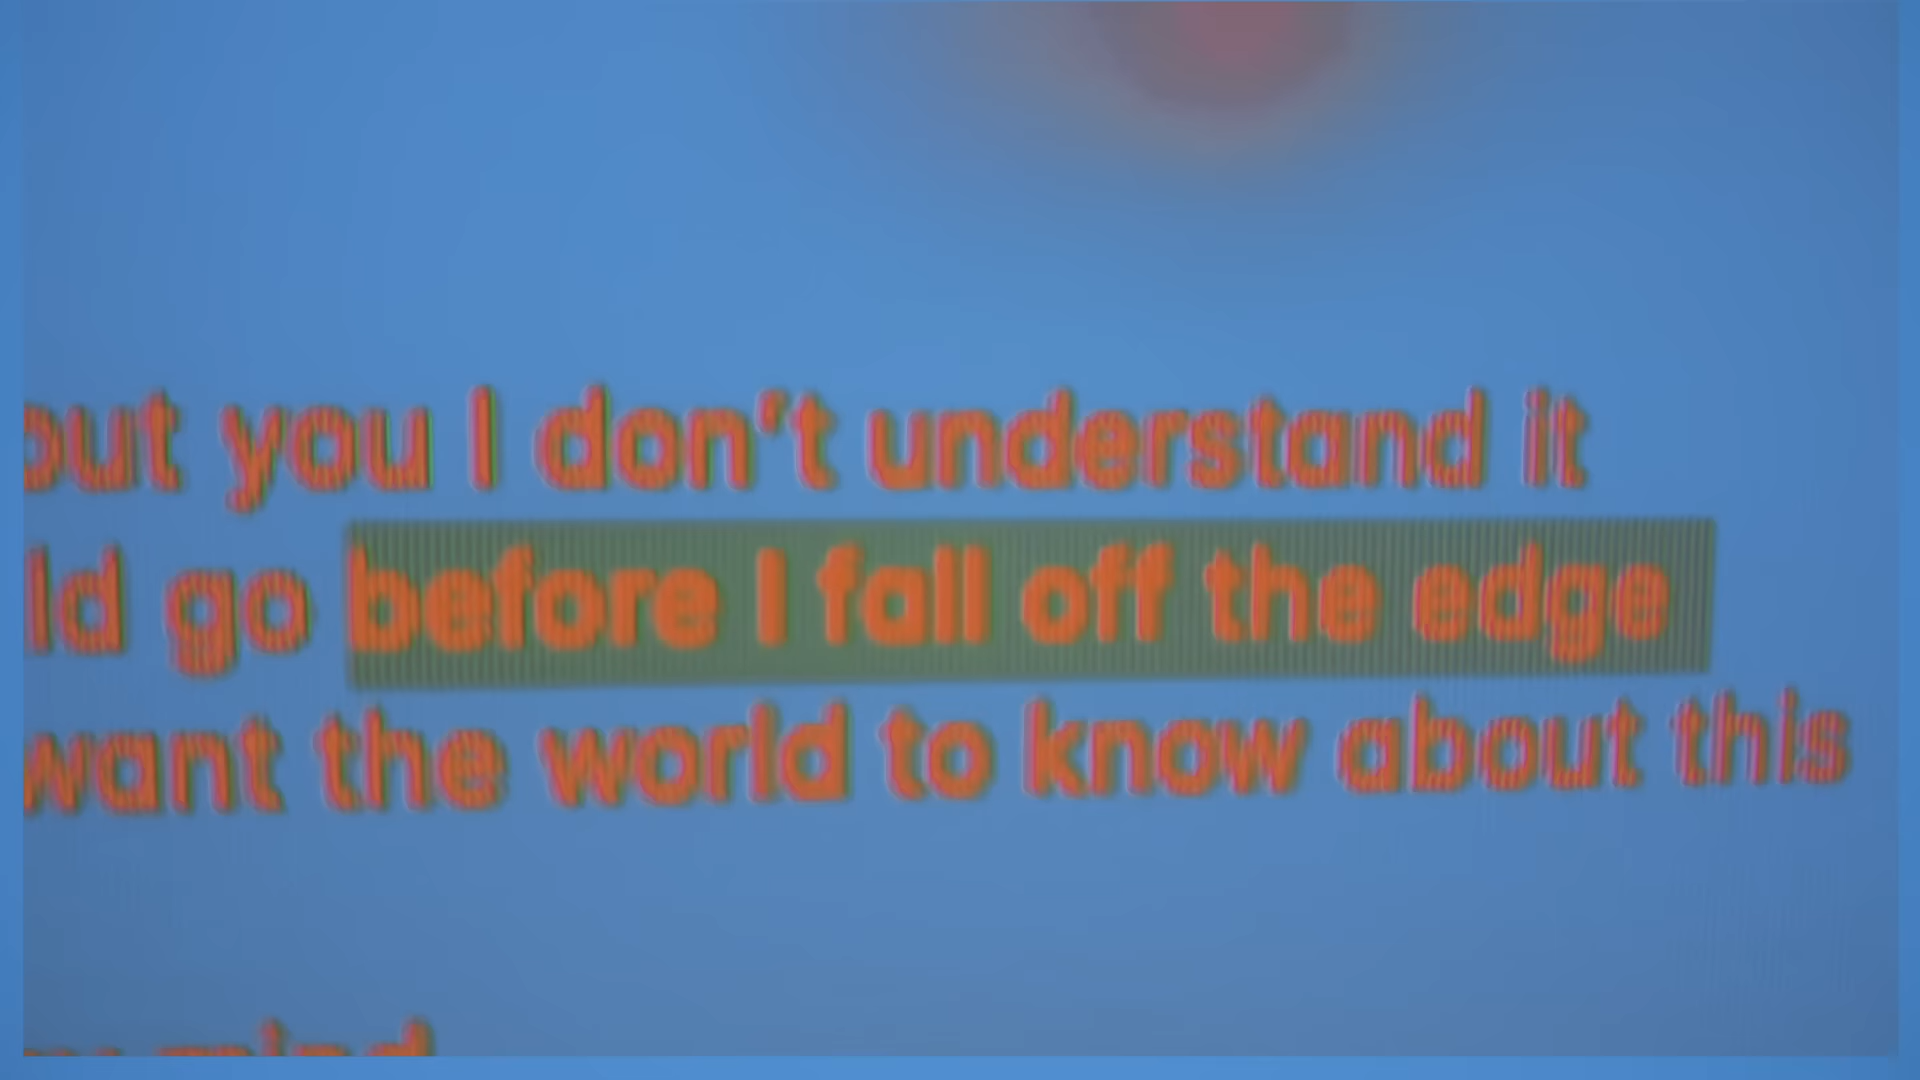 out you I don't understand it
ld go before I fall off the edge
want the world to know about this
mind